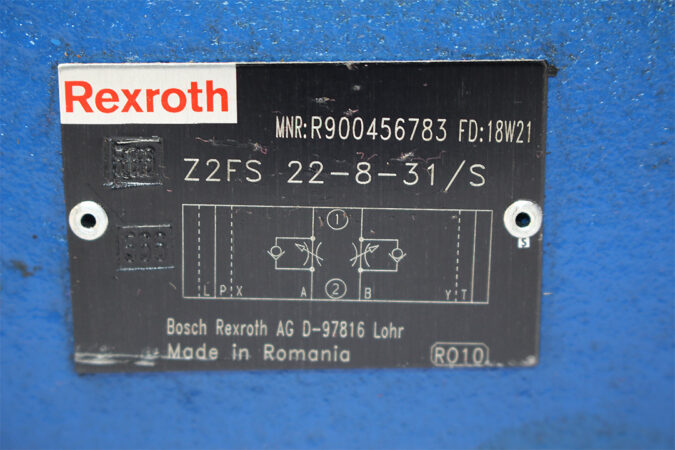 Rexroth
MNR:R900456783 FD:18W21
Z2FS 22-8-31/S
1
L P X A 2 B Y T
S
Bosch Rexroth AG D-97816 Lohr
Made in Romania R010